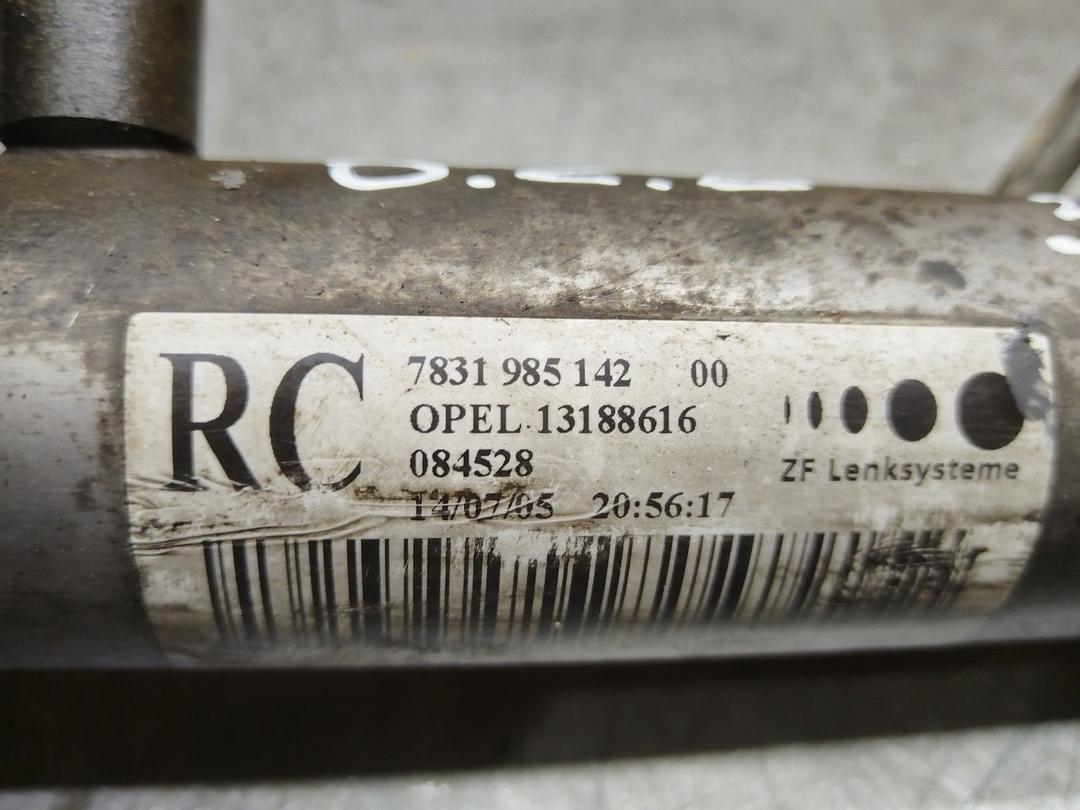 RC
7831 985 142 00
OPEL 13188616
084528
14/07/05 20:56:17
ZF Lenksysteme